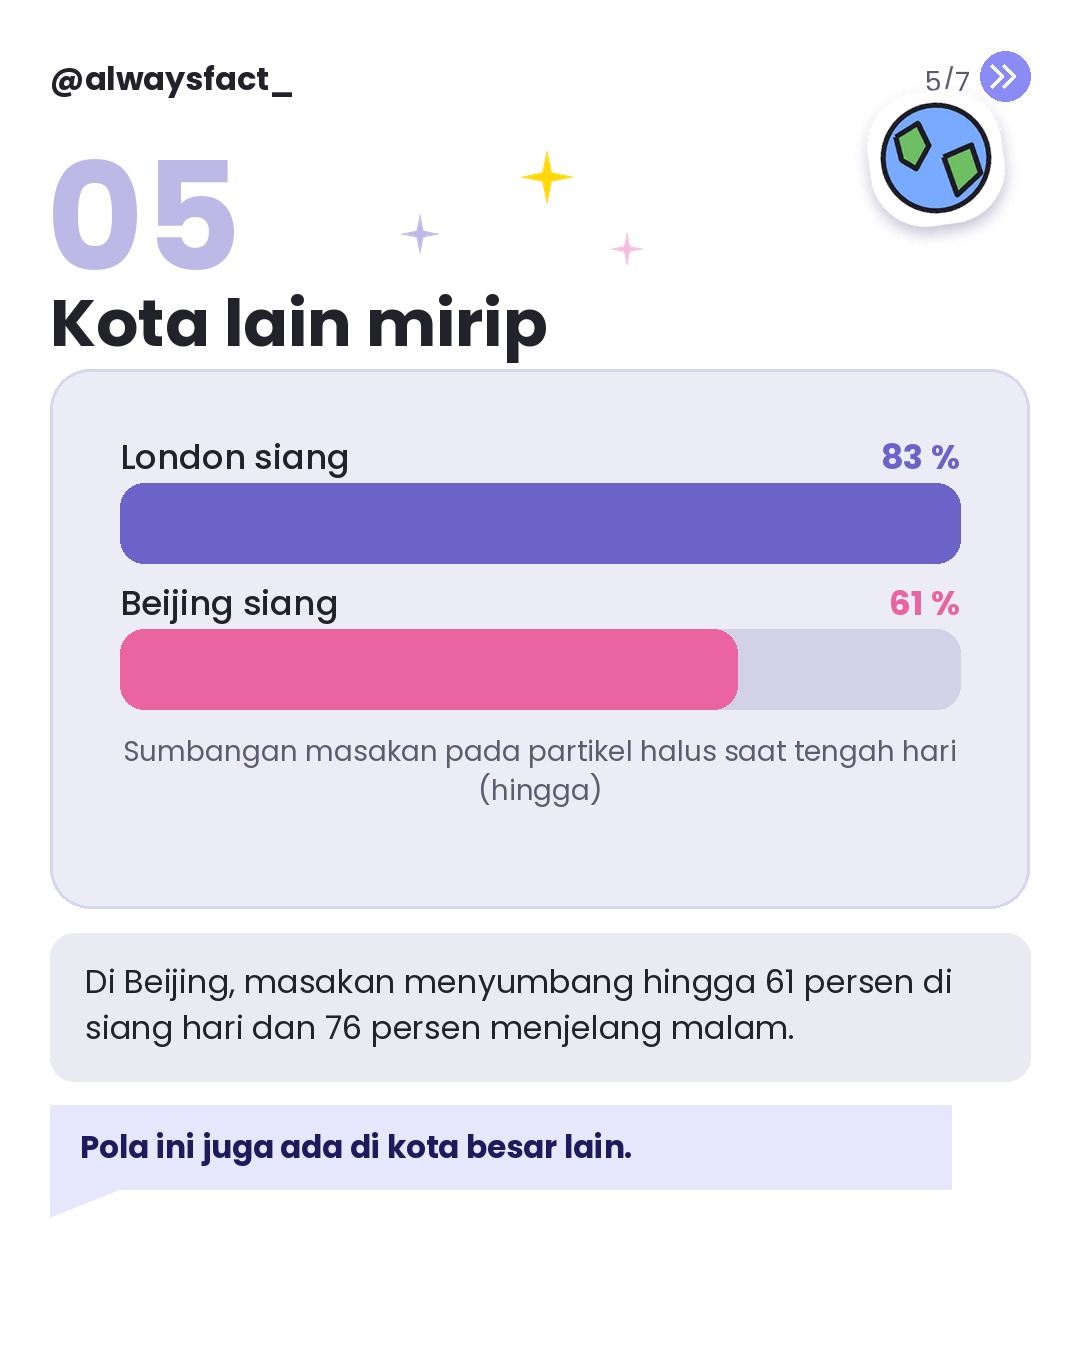 @alwaysfact_
5/7
05
Kota lain mirip
London siang 83 %
Beijing siang 61 %
Sumbangan masakan pada partikel halus saat tengah hari
(hingga)
Di Beijing, masakan menyumbang hingga 61 persen di
siang hari dan 76 persen menjelang malam.
Pola ini juga ada di kota besar lain.